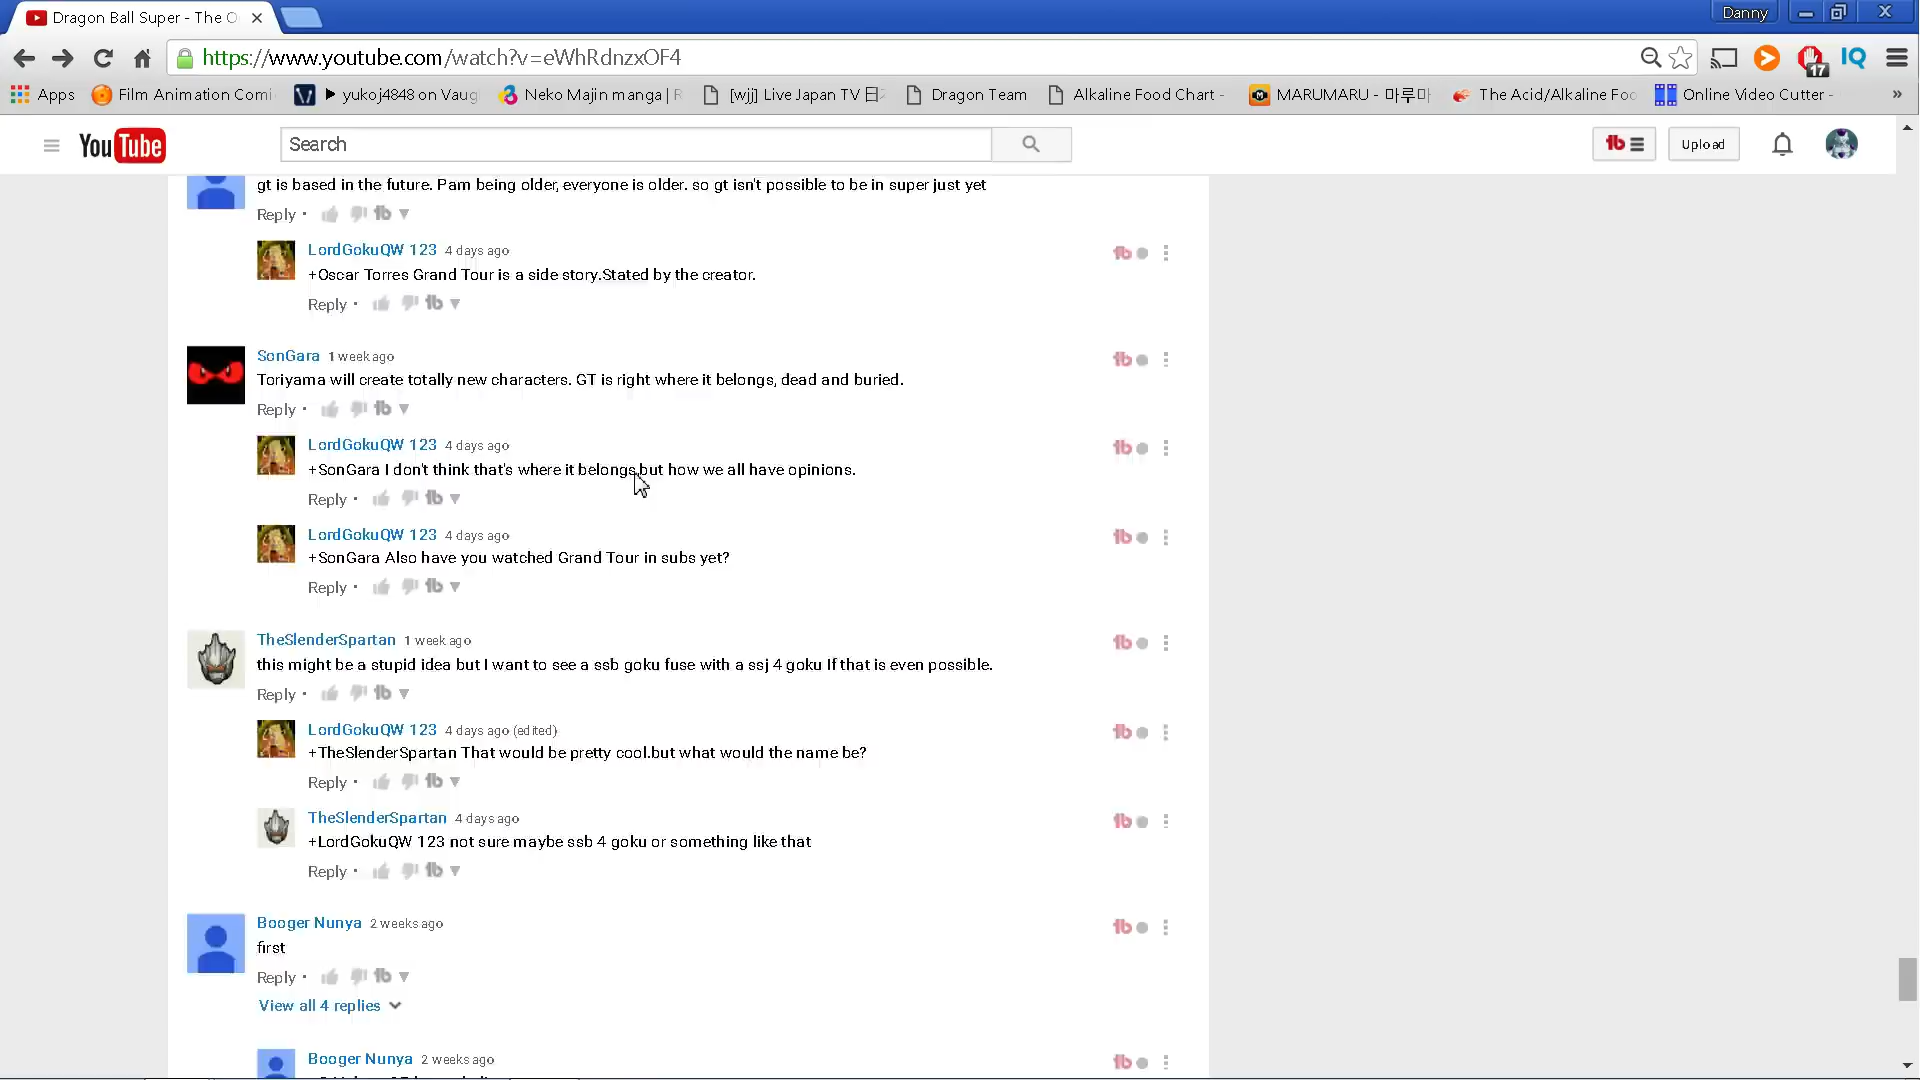 Dragon Ball Super - The O
Danny
https://www.youtube.com/watch?v=eWhRdnzxOF4
17
IQ
Apps
Film Animation Comi
▶ yukoj4848 on Vaug
Neko Majin manga | R
[wjj] Live Japan TV 日
Dragon Team
Alkaline Food Chart -
MARUMARU - 마루마
The Acid/Alkaline Foo
Online Video Cutter -
»
YouTube
Search
Upload
gt is based in the future. Pam being older, everyone is older. so gt isn't possible to be in super just yet
Reply •
LordGokuQW 123 4 days ago
+Oscar Torres Grand Tour is a side story.Stated by the creator.
Reply •
SonGara 1 week ago
Toriyama will create totally new characters. GT is right where it belongs, dead and buried.
Reply •
LordGokuQW 123 4 days ago
+SonGara I don't think that's where it belongs,but how we all have opinions.
Reply •
LordGokuQW 123 4 days ago
+SonGara Also have you watched Grand Tour in subs yet?
Reply •
TheSlenderSpartan 1 week ago
this might be a stupid idea but I want to see a ssb goku fuse with a ssj 4 goku If that is even possible.
Reply •
LordGokuQW 123 4 days ago (edited)
+TheSlenderSpartan That would be pretty cool.but what would the name be?
Reply •
TheSlenderSpartan 4 days ago
+LordGokuQW 123 not sure maybe ssb 4 goku or something like that
Reply •
Booger Nunya 2 weeks ago
first
Reply •
View all 4 replies
Booger Nunya 2 weeks ago